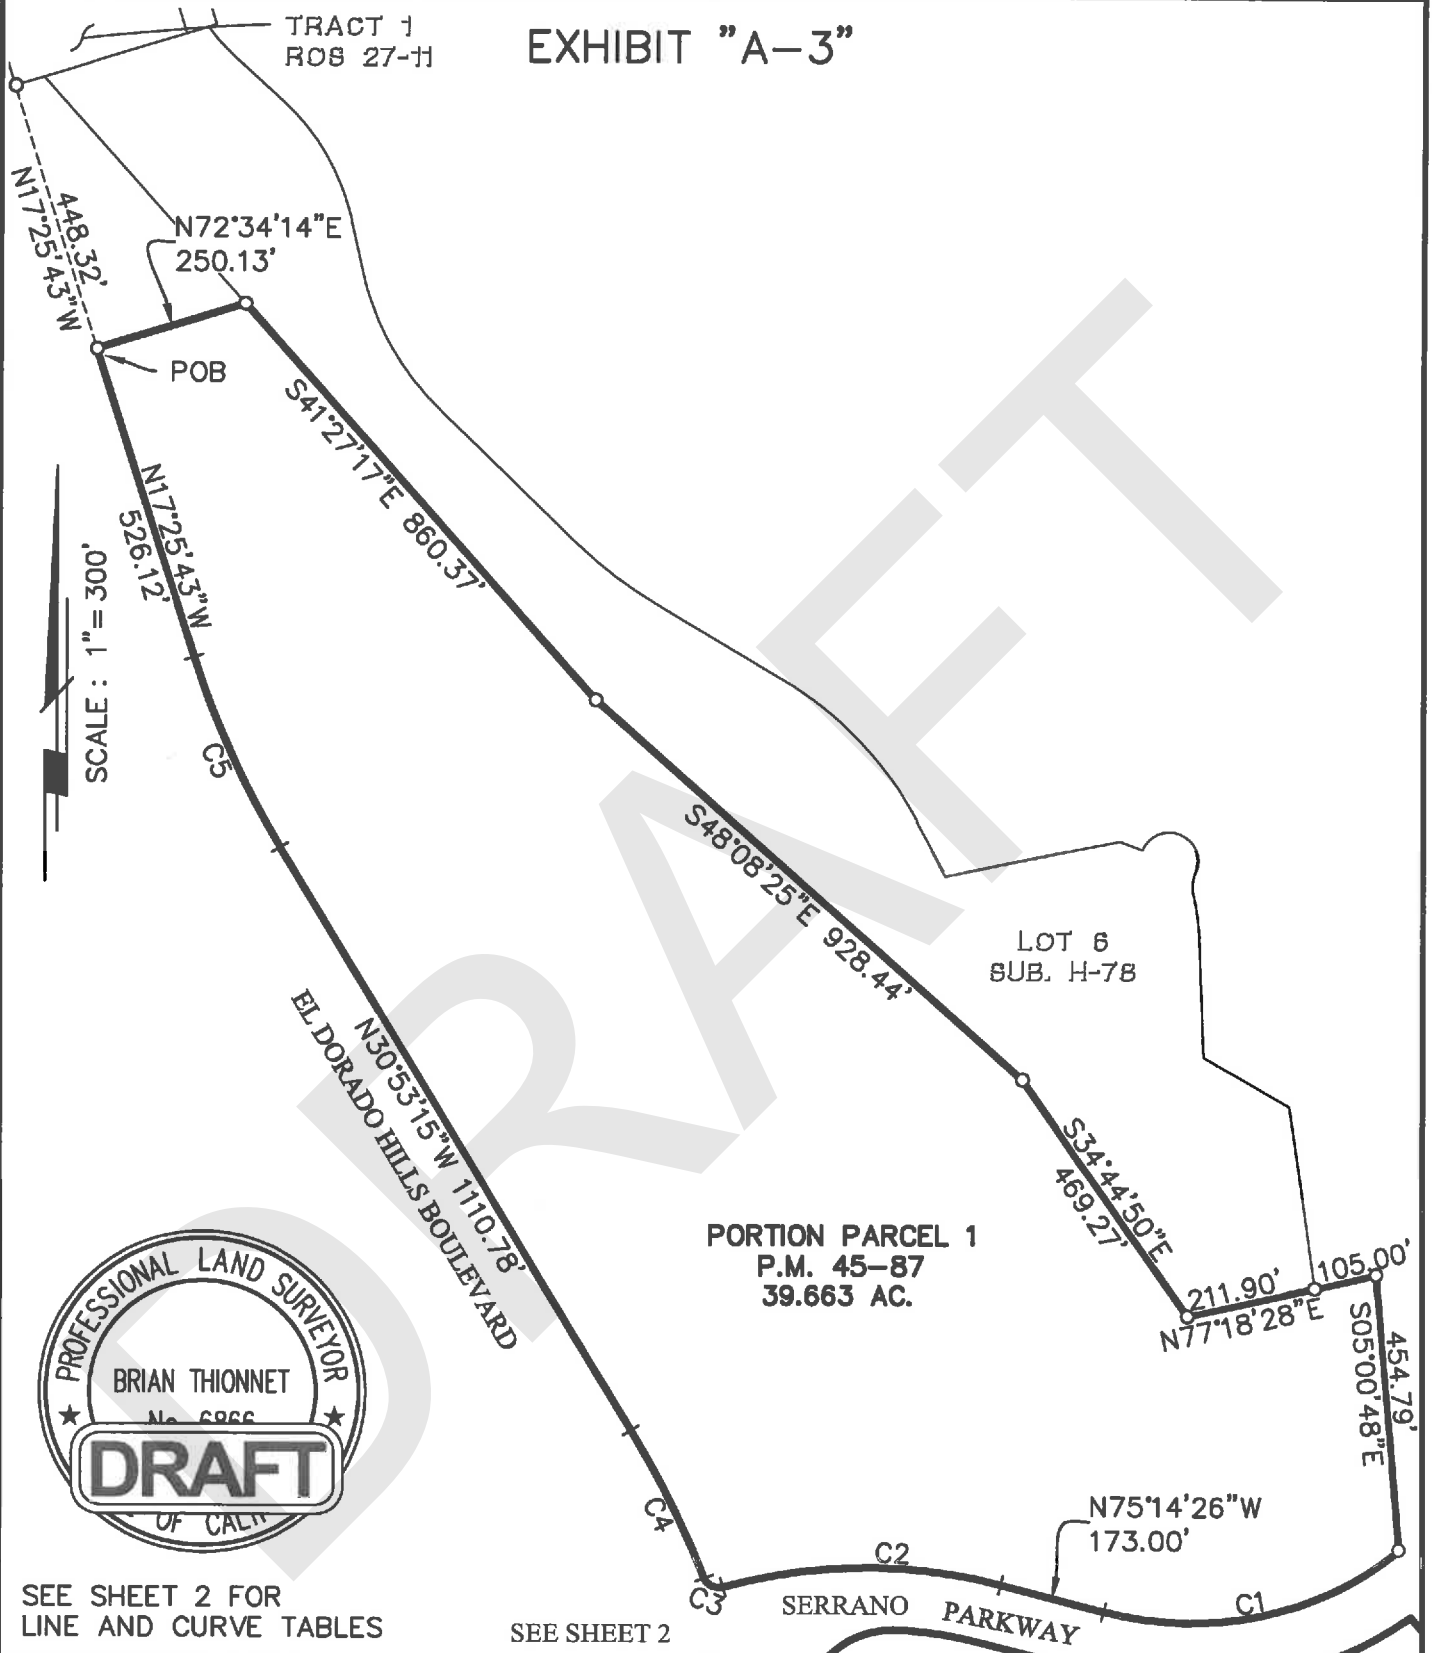 TRACT 1
ROS 27-11
EXHIBIT "A-3"
448.32'
N17°25'43"W
N72°34'14"E
250.13'
POB
S41°27'17"E 860.37'
N17°25'43"W
526.12'
SCALE : 1"=300'
C5
S48°08'25"E 928.44'
LOT 6
SUB. H-78
N30°53'15"W 1110.78'
EL DORADO HILLS BOULEVARD
S34°44'50"E
469.27'
PORTION PARCEL 1
P.M. 45-87
39.663 AC.
211.90'
105.00'
N77°18'28"E
454.79'
S05°00'48"E
PROFESSIONAL LAND SURVEYOR
BRIAN THIONNET
No. 6866
DRAFT
OF
C4
N75°14'26"W
173.00'
C2
C3
C1
SERRANO PARKWAY
SEE SHEET 2 FOR
LINE AND CURVE TABLES
SEE SHEET 2
DRAFT